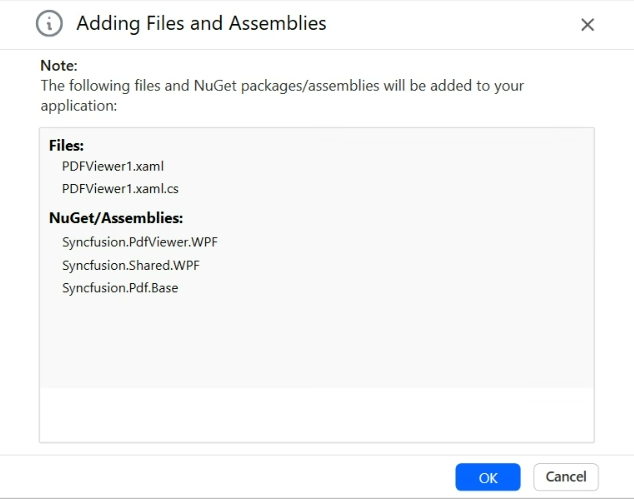 Adding Files and Assemblies
Note:
The following files and NuGet packages/assemblies will be added to your
application:
Files:
PDFViewer1.xaml
PDFViewer1.xaml.cs
NuGet/Assemblies:
Syncfusion.PdfViewer.WPF
Syncfusion.Shared.WPF
Syncfusion.Pdf.Base
OK
Cancel